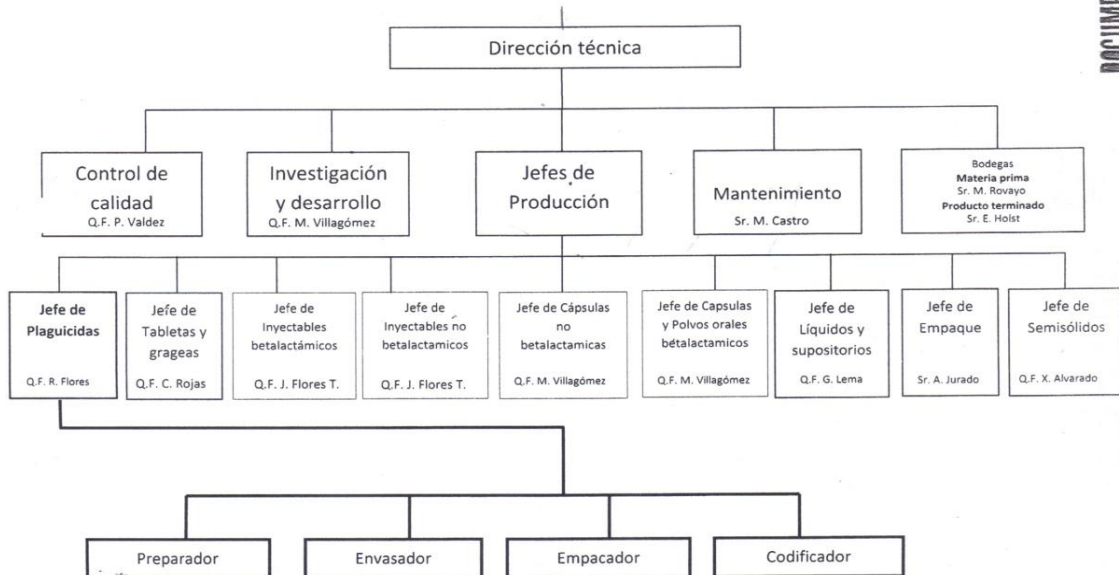 Dirección técnica
Control de
calidad
Q.F. P. Valdez
Investigación
y desarrollo
Q.F. M. Villagómez
Jefes de
Producción
Mantenimiento
Sr. M. Castro
Bodegas
Materia prima
Sr. M. Rovayo
Producto terminado
Sr. E. Holst
Jefe de
Plaguicidas
Q.F. R. Flores
Jefe de
Tabletas y
grageas
Q.F. C. Rojas
Jefe de
Inyectables
betalactámicos
Q.F. J. Flores T.
Jefe de
Inyectables no
betalactamicos
Q.F. J. Flores T.
Jefe de Cápsulas
no
betalactamicas
Q.F. M. Villagómez
Jefe de Capsulas
y Polvos orales
betalactamicos
Q.F. M. Villagómez
Jefe de
Líquidos y
supositorios
Q.F. G. Lema
Jefe de
Empaque
Sr. A. Jurado
Jefe de
Semisólidos
Q.F. X. Alvarado
Preparador
Envasador
Empacador
Codificador